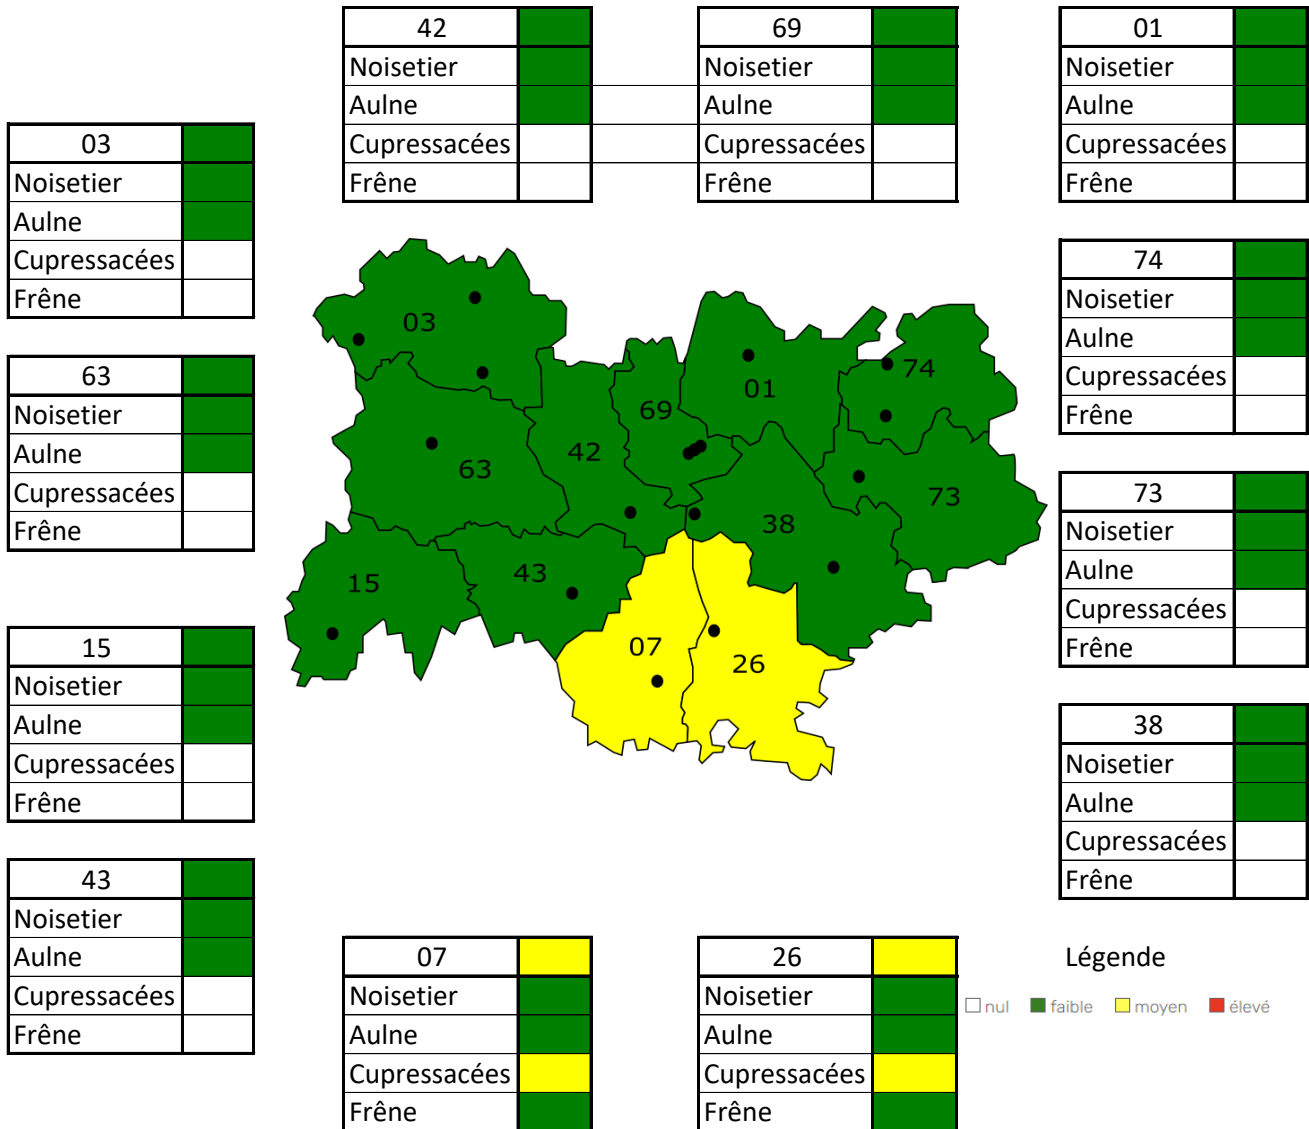 42
Noisetier
Aulne
Cupressacées
Frêne
69
Noisetier
Aulne
Cupressacées
Frêne
01
Noisetier
Aulne
Cupressacées
Frêne
03
Noisetier
Aulne
Cupressacées
Frêne
74
Noisetier
Aulne
Cupressacées
Frêne
63
Noisetier
Aulne
Cupressacées
Frêne
73
Noisetier
Aulne
Cupressacées
Frêne
15
Noisetier
Aulne
Cupressacées
Frêne
38
Noisetier
Aulne
Cupressacées
Frêne
43
Noisetier
Aulne
Cupressacées
Frêne
07
Noisetier
Aulne
Cupressacées
Frêne
26
Noisetier
Aulne
Cupressacées
Frêne
03
01
74
69
42
63
73
38
43
15
07
26
Légende
nul faible moyen élevé